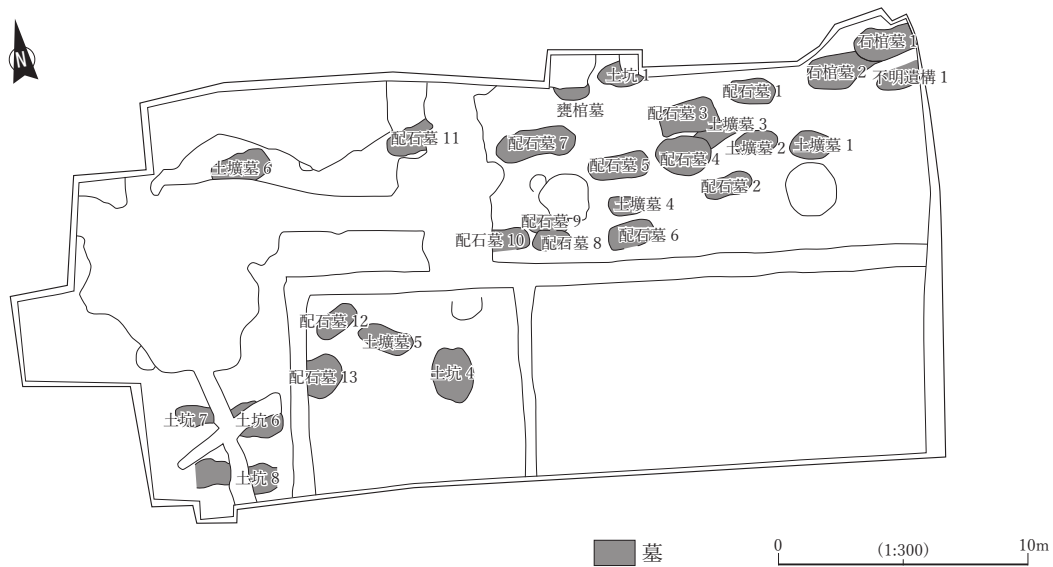 N
石棺墓 1
石棺墓 2
不明遺構 1
土坑 1
甕棺墓
配石墓 1
配石墓 3
土壙墓 3
配石墓 11
配石墓 7
土壙墓 2
土壙墓 1
配石墓 4
配石墓 5
土壙墓 6
配石墓 2
土壙墓 4
配石墓 9
配石墓 10
配石墓 8
配石墓 6
配石墓 12
土壙墓 5
配石墓 13
土坑 4
土坑 7
土坑 6
土坑 8
墓
0
(1:300)
10m